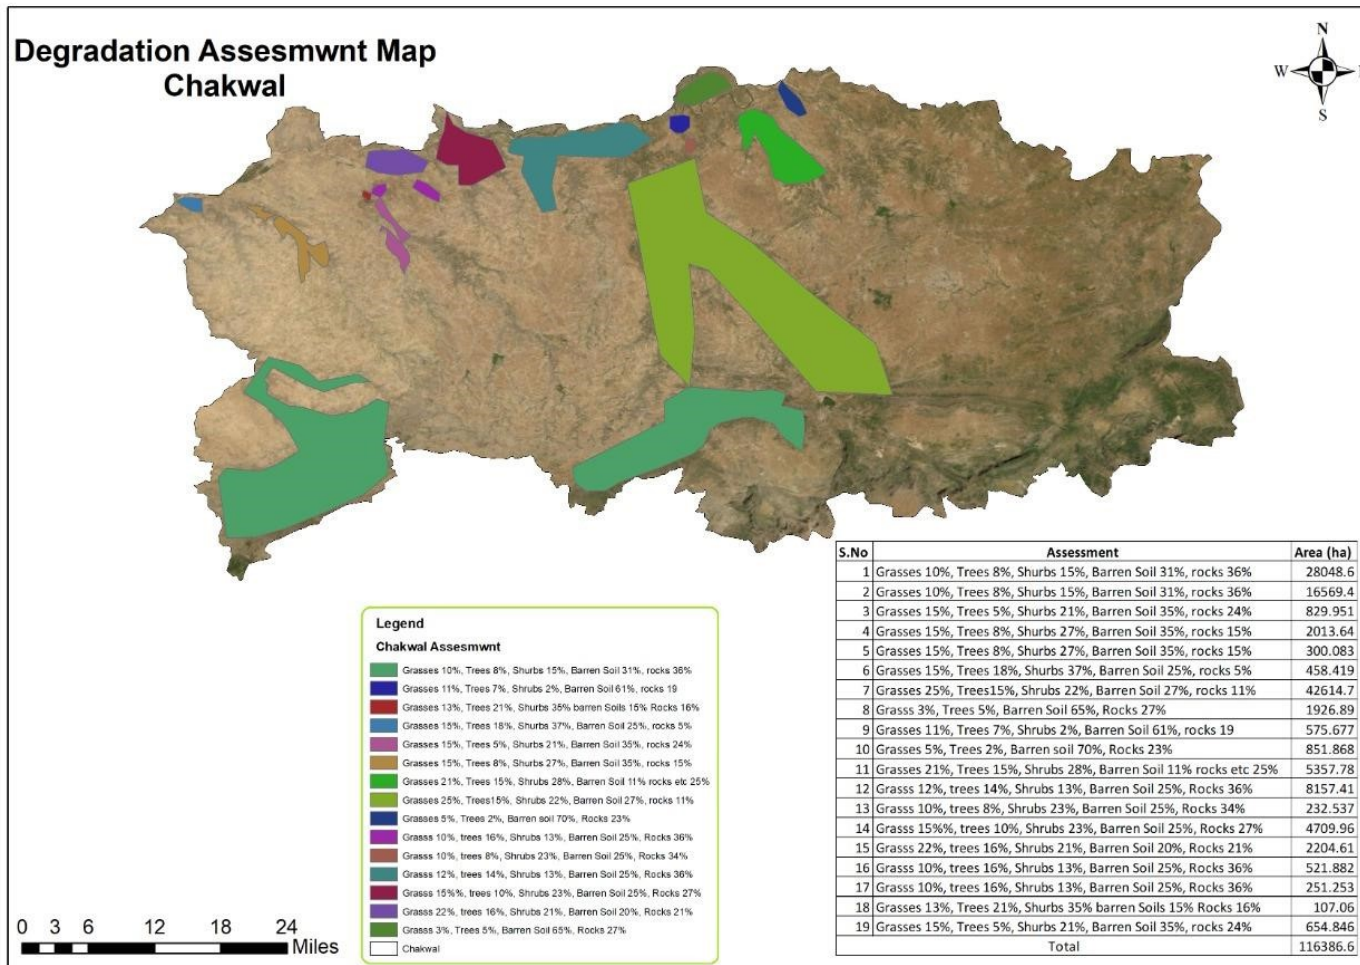 Degradation Assesmwnt Map
Chakwal
N
W
S
Legend
Chakwal Assesmwnt
Grasses 10%, Trees 8%, Shurbs 15%, Barren Soil 31%, rocks 36%
Grasses 11%, Trees 7%, Shrubs 2%, Barren Soil 61%, rocks 19
Grasses 13%, Trees 21%, Shurbs 35% barren Soils 15% Rocks 16%
Grasses 15%, Trees 18%, Shurbs 37%, Barren Soil 25%, rocks 5%
Grasses 15%, Trees 5%, Shurbs 21%, Barren Soil 35%, rocks 24%
Grasses 15%, Trees 8%, Shurbs 27%, Barren Soil 35%, rocks 15%
Grasses 21%, Trees 15%, Shrubs 28%, Barren Soil 11% rocks etc 25%
Grasses 25%, Trees15%, Shrubs 22%, Barren Soil 27%, rocks 11%
Grasses 5%, Trees 2%, Barren soil 70%, Rocks 23%
Grasss 10%, trees 16%, Shrubs 13%, Barren Soil 25%, Rocks 36%
Grasss 10%, trees 8%, Shrubs 23%, Barren Soil 25%, Rocks 34%
Grasss 12%, trees 14%, Shrubs 13%, Barren Soil 25%, Rocks 36%
Grasss 15%%, trees 10%, Shrubs 23%, Barren Soil 25%, Rocks 27%
Grasss 22%, trees 16%, Shrubs 21%, Barren Soil 20%, Rocks 21%
Grasss 3%, Trees 5%, Barren Soil 65%, Rocks 27%
Chakwal
0 3 6 12 18 24
Miles
S.No Assessment Area (ha)
1 Grasses 10%, Trees 8%, Shurbs 15%, Barren Soil 31%, rocks 36% 28048.6
2 Grasses 10%, Trees 8%, Shurbs 15%, Barren Soil 31%, rocks 36% 16569.4
3 Grasses 15%, Trees 5%, Shurbs 21%, Barren Soil 35%, rocks 24% 829.951
4 Grasses 15%, Trees 8%, Shurbs 27%, Barren Soil 35%, rocks 15% 2013.64
5 Grasses 15%, Trees 8%, Shurbs 27%, Barren Soil 35%, rocks 15% 300.083
6 Grasses 15%, Trees 18%, Shurbs 37%, Barren Soil 25%, rocks 5% 458.419
7 Grasses 25%, Trees15%, Shrubs 22%, Barren Soil 27%, rocks 11% 42614.7
8 Grasss 3%, Trees 5%, Barren Soil 65%, Rocks 27% 1926.89
9 Grasses 11%, Trees 7%, Shrubs 2%, Barren Soil 61%, rocks 19 575.677
10 Grasses 5%, Trees 2%, Barren soil 70%, Rocks 23% 851.868
11 Grasses 21%, Trees 15%, Shrubs 28%, Barren Soil 11% rocks etc 25% 5357.78
12 Grasss 12%, trees 14%, Shrubs 13%, Barren Soil 25%, Rocks 36% 8157.41
13 Grasss 10%, trees 8%, Shrubs 23%, Barren Soil 25%, Rocks 34% 232.537
14 Grasss 15%%, trees 10%, Shrubs 23%, Barren Soil 25%, Rocks 27% 4709.96
15 Grasss 22%, trees 16%, Shrubs 21%, Barren Soil 20%, Rocks 21% 2204.61
16 Grasss 10%, trees 16%, Shrubs 13%, Barren Soil 25%, Rocks 36% 521.882
17 Grasss 10%, trees 16%, Shrubs 13%, Barren Soil 25%, Rocks 36% 251.253
18 Grasses 13%, Trees 21%, Shurbs 35% barren Soils 15% Rocks 16% 107.06
19 Grasses 15%, Trees 5%, Shurbs 21%, Barren Soil 35%, rocks 24% 654.846
Total 116386.6